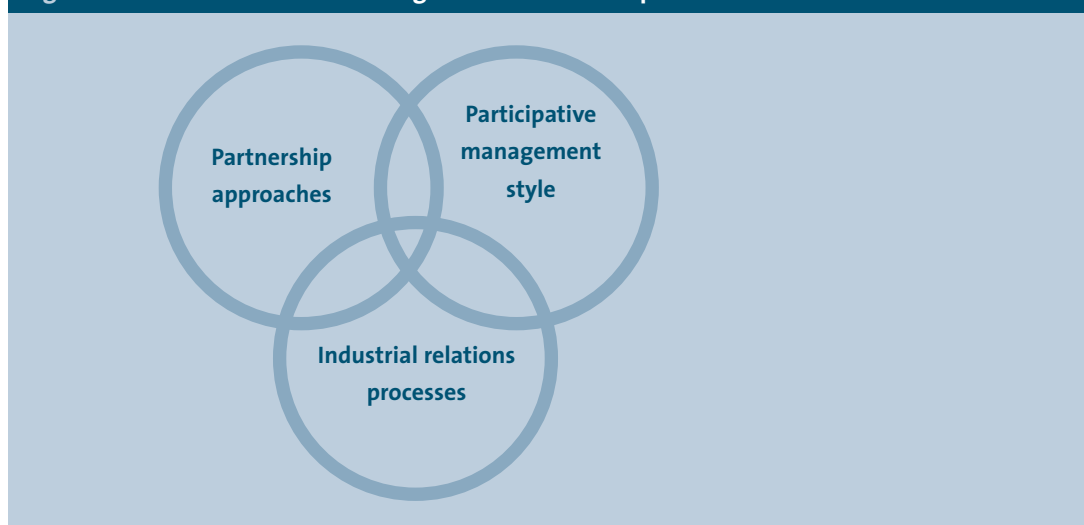 Partnership
approaches
Participative
management
style
Industrial relations
processes